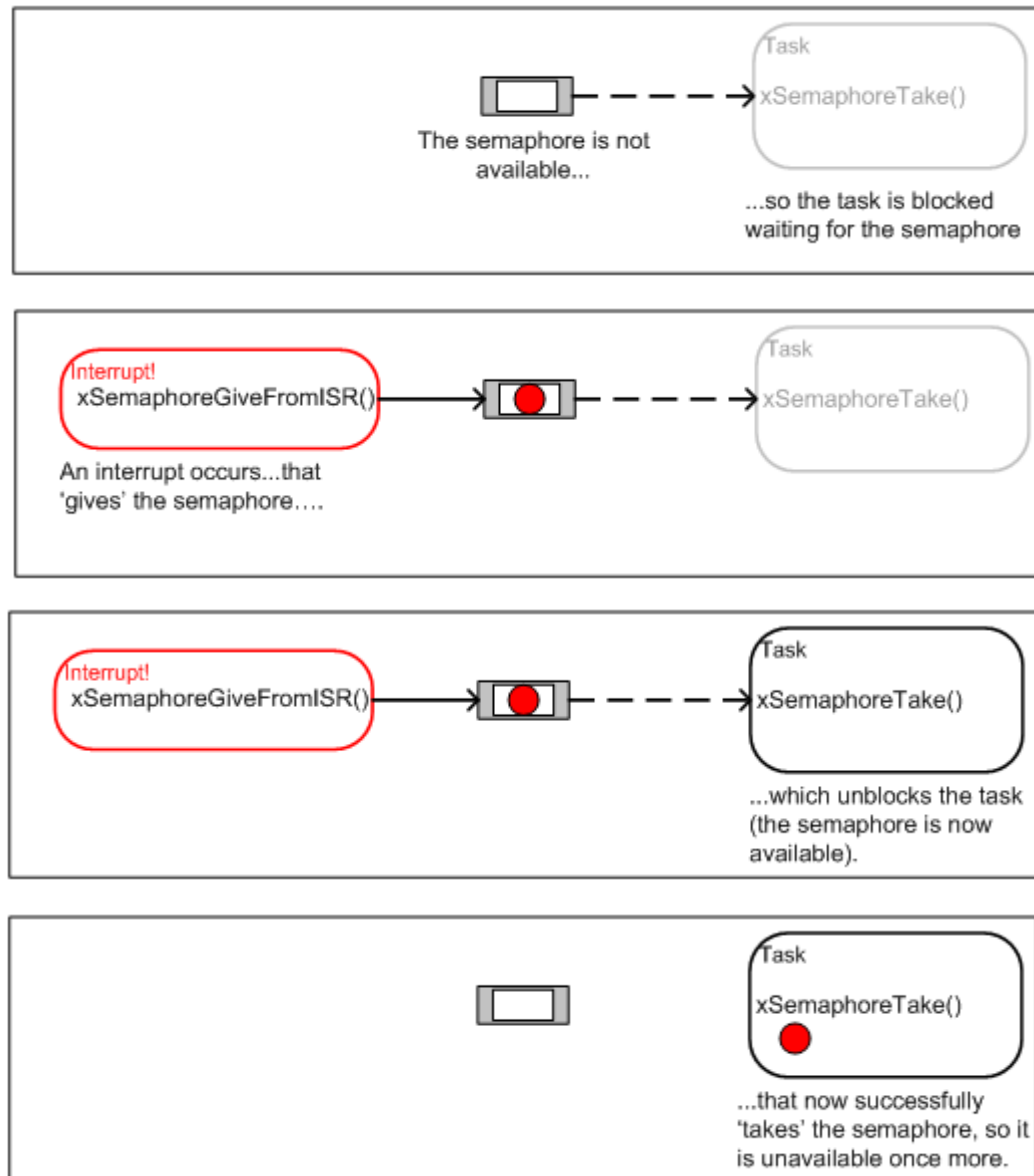 Task
xSemaphoreTake()
The semaphore is not
available...
...so the task is blocked
waiting for the semaphore
Interrupt!
xSemaphoreGiveFromISR()
Task
xSemaphoreTake()
An interrupt occurs...that
‘gives’ the semaphore….
Interrupt!
xSemaphoreGiveFromISR()
Task
xSemaphoreTake()
...which unblocks the task
(the semaphore is now
available).
Task
xSemaphoreTake()
...that now successfully
‘takes’ the semaphore, so it
is unavailable once more.